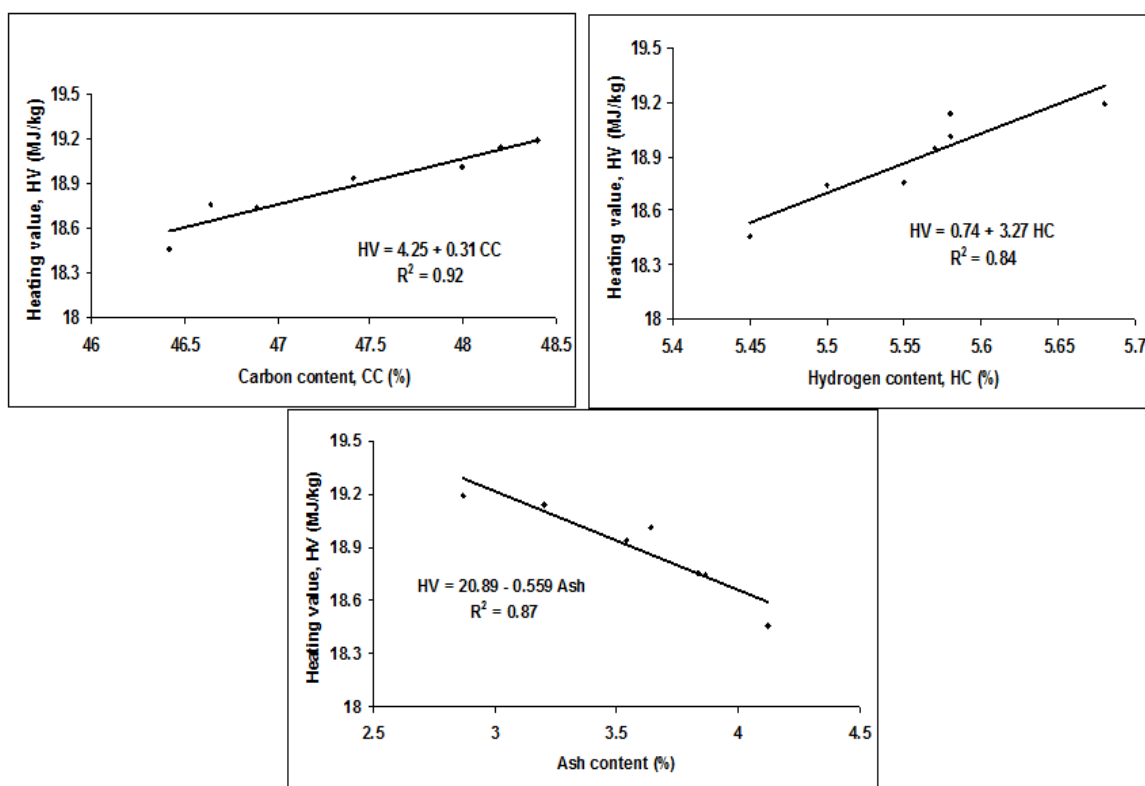 Heating value, HV (MJ/kg)
19.5
19.2
18.9
18.6
18.3
18
HV = 4.25 + 0.31 CC
R² = 0.92
46 46.5 47 47.5 48 48.5
Carbon content, CC (%)
Heating value, HV (MJ/kg)
19.5
19.2
18.9
18.6
18.3
18
HV = 0.74 + 3.27 HC
R² = 0.84
5.4 5.45 5.5 5.55 5.6 5.65 5.7
Hydrogen content, HC (%)
Heating value, HV (MJ/kg)
19.5
19.2
18.9
18.6
18.3
18
HV = 20.89 - 0.559 Ash
R² = 0.87
2.5 3 3.5 4 4.5
Ash content (%)